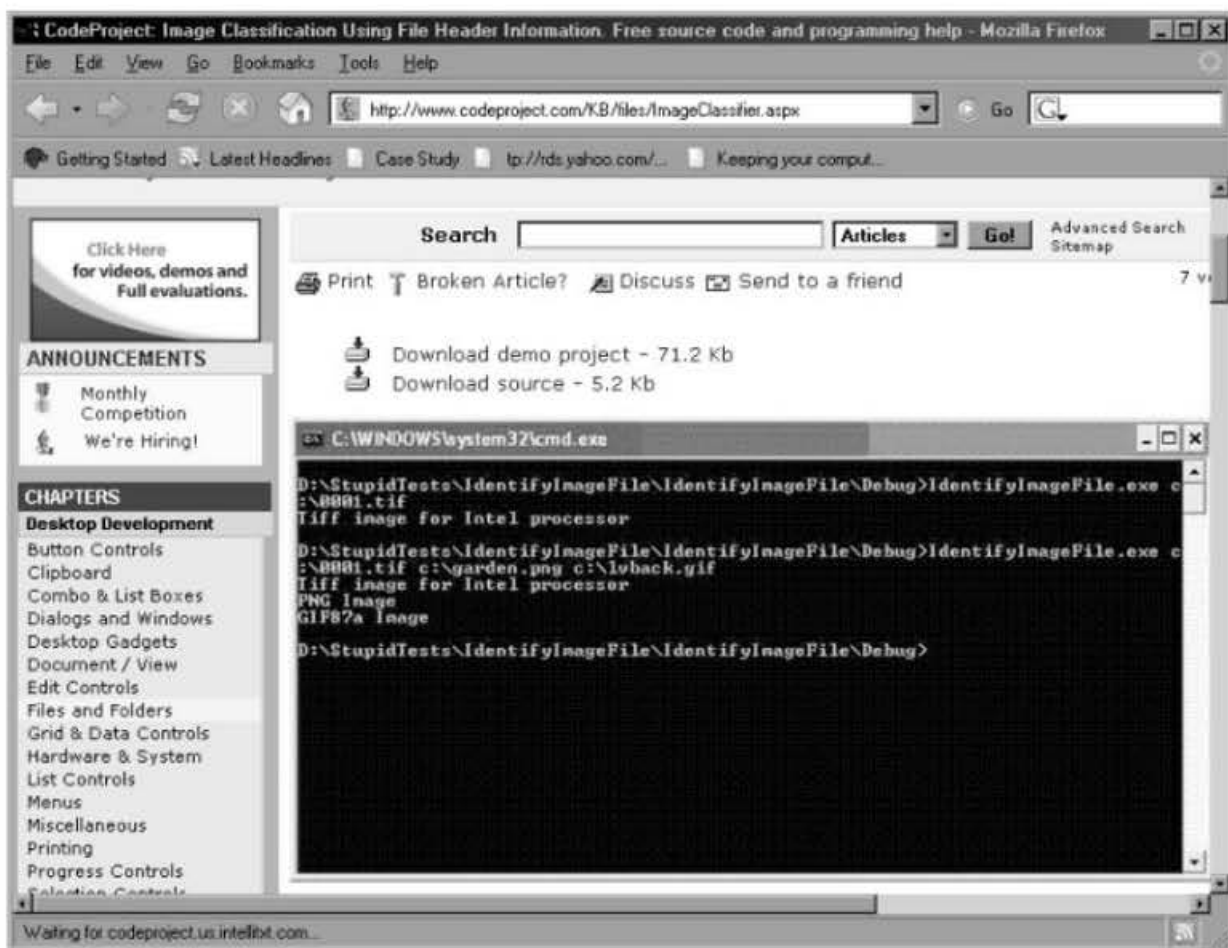 CodeProject: Image Classification Using File Header Information. Free source code and programming help - Mozilla Firefox
File Edit View Go Bookmarks Tools Help
http://www.codeproject.com/KB/files/ImageClassifier.aspx
Go
Getting Started Latest Headlines Case Study tp://rds.yahoo.com/... Keeping your comput...
Click Here
for videos, demos and
Full evaluations.
Search Articles Go! Advanced Search
Sitemap
Print Broken Article? Discuss Send to a friend
7
Download demo project - 71.2 Kb
Download source - 5.2 Kb
ANNOUNCEMENTS
Monthly
Competition
We're Hiring!
CHAPTERS
Desktop Development
Button Controls
Clipboard
Combo & List Boxes
Dialogs and Windows
Desktop Gadgets
Document / View
Edit Controls
Files and Folders
Grid & Data Controls
Hardware & System
List Controls
Menus
Miscellaneous
Printing
Progress Controls
Selection Controls
C:\WINDOWS\system32\cmd.exe
D:\StupidTests\IdentifyImageFile\IdentifyImageFile\Debug>IdentifyImageFile.exe c
:\0001.tif
Tiff image for Intel processor
D:\StupidTests\IdentifyImageFile\IdentifyImageFile\Debug>IdentifyImageFile.exe c
:\0001.tif c:\garden.png c:\lvback.gif
Tiff image for Intel processor
PNG Image
GIF87a Image
D:\StupidTests\IdentifyImageFile\IdentifyImageFile\Debug>
Waiting for codeproject.us.intellitxt.com...